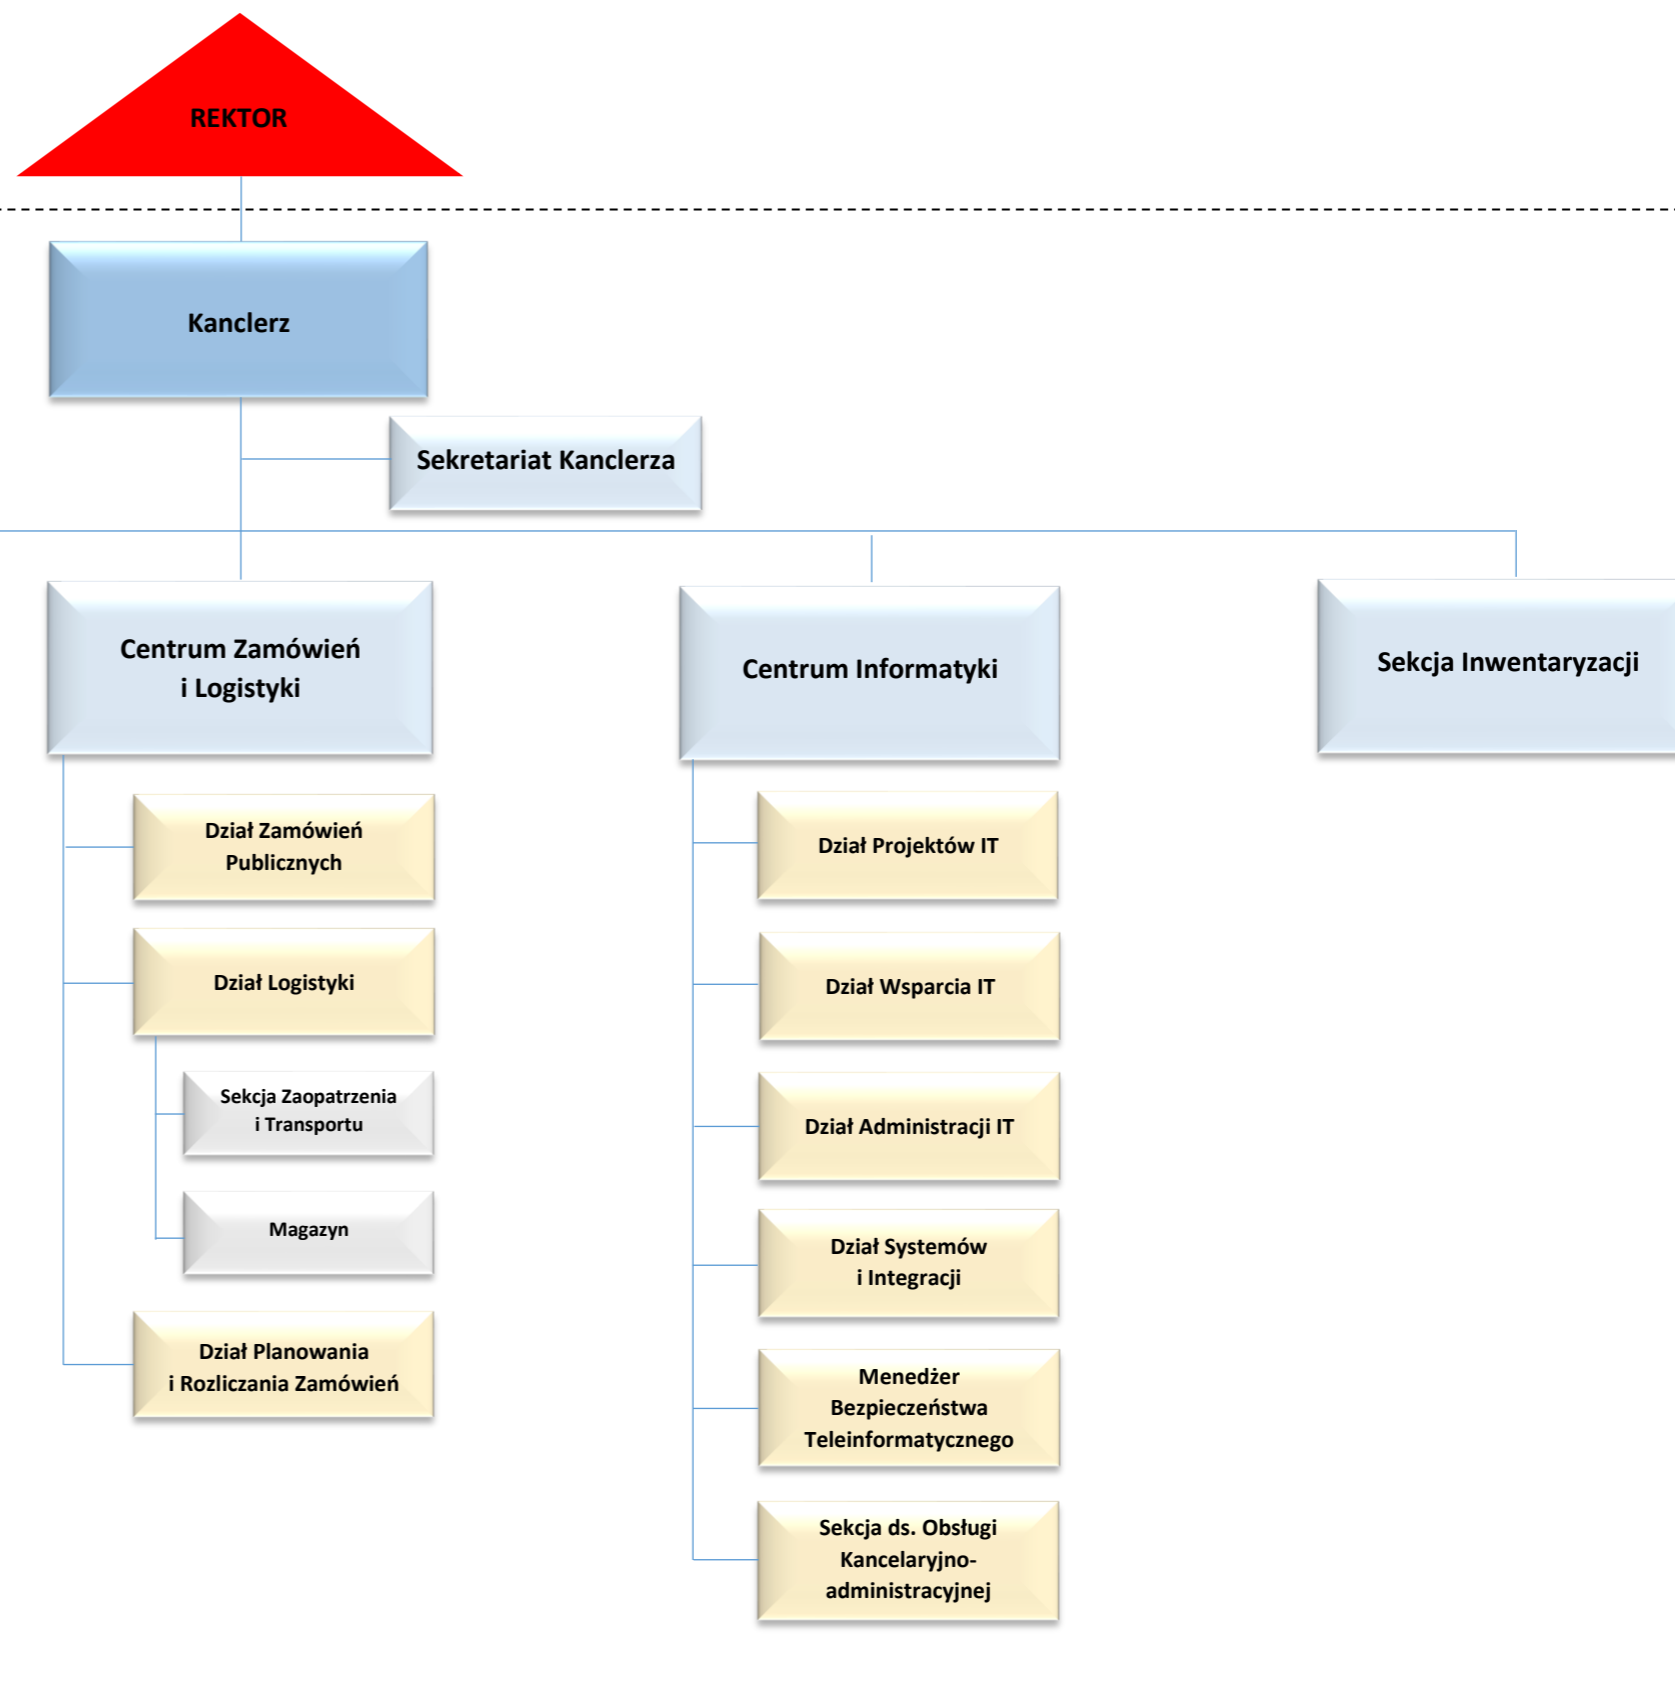 REKTOR
Kanclerz
Sekretariat Kanclerza
Centrum Zamówień
i Logistyki
Dział Zamówień
Publicznych
Dział Logistyki
Sekcja Zaopatrzenia
i Transportu
Magazyn
Dział Planowania
i Rozliczania Zamówień
Centrum Informatyki
Dział Projektów IT
Dział Wsparcia IT
Dział Administracji IT
Dział Systemów
i Integracji
Menedżer
Bezpieczeństwa
Teleinformatycznego
Sekcja ds. Obsługi
Kancelaryjno-
administracyjnej
Sekcja Inwentaryzacji